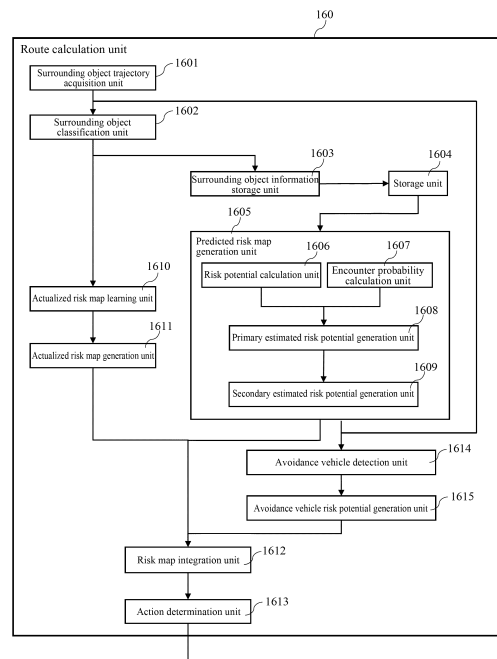 160
Route calculation unit
1601
Surrounding object trajectory
acquisition unit
1602
Surrounding object
classification unit
1603
Surrounding object information
storage unit
1604
Storage unit
1605
Predicted risk map
generation unit
1606
Risk potential calculation unit
1607
Encounter probability
calculation unit
1608
Primary estimated risk potential generation unit
1609
Secondary estimated risk potential generation unit
1610
Actualized risk map learning unit
1611
Actualized risk map generation unit
1614
Avoidance vehicle detection unit
1615
Avoidance vehicle risk potential generation unit
1612
Risk map integration unit
1613
Action determination unit